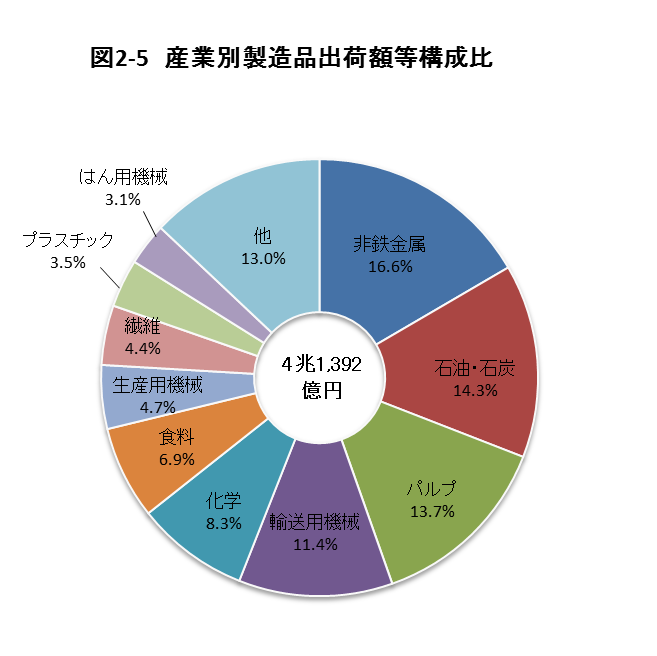 図2-5 産業別製造品出荷額等構成比
はん用機械
3.1%
プラスチック
3.5%
繊維
4.4%
生産用機械
4.7%
食料
6.9%
化学
8.3%
輸送用機械
11.4%
パルプ
13.7%
石油・石炭
14.3%
非鉄金属
16.6%
他
13.0%
４兆1,392
億円